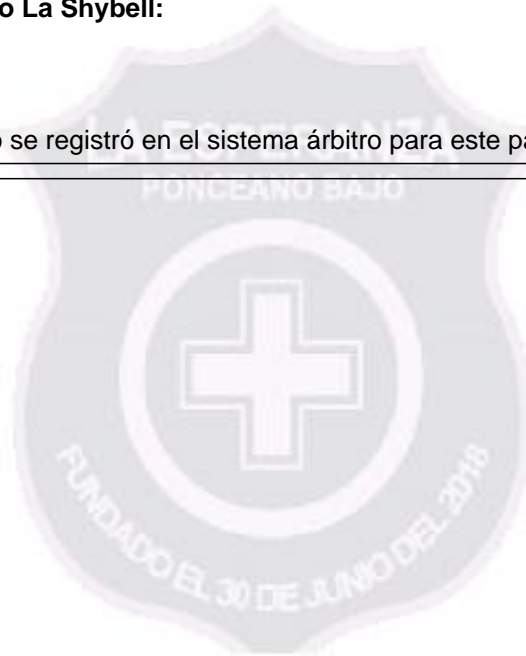 o La Shybell:
o se registró en el sistema árbitro para este pa
LA ESPERANZA
PONCEANO BAJO
FUNDADO EL 30 DE JUNIO DEL 2018